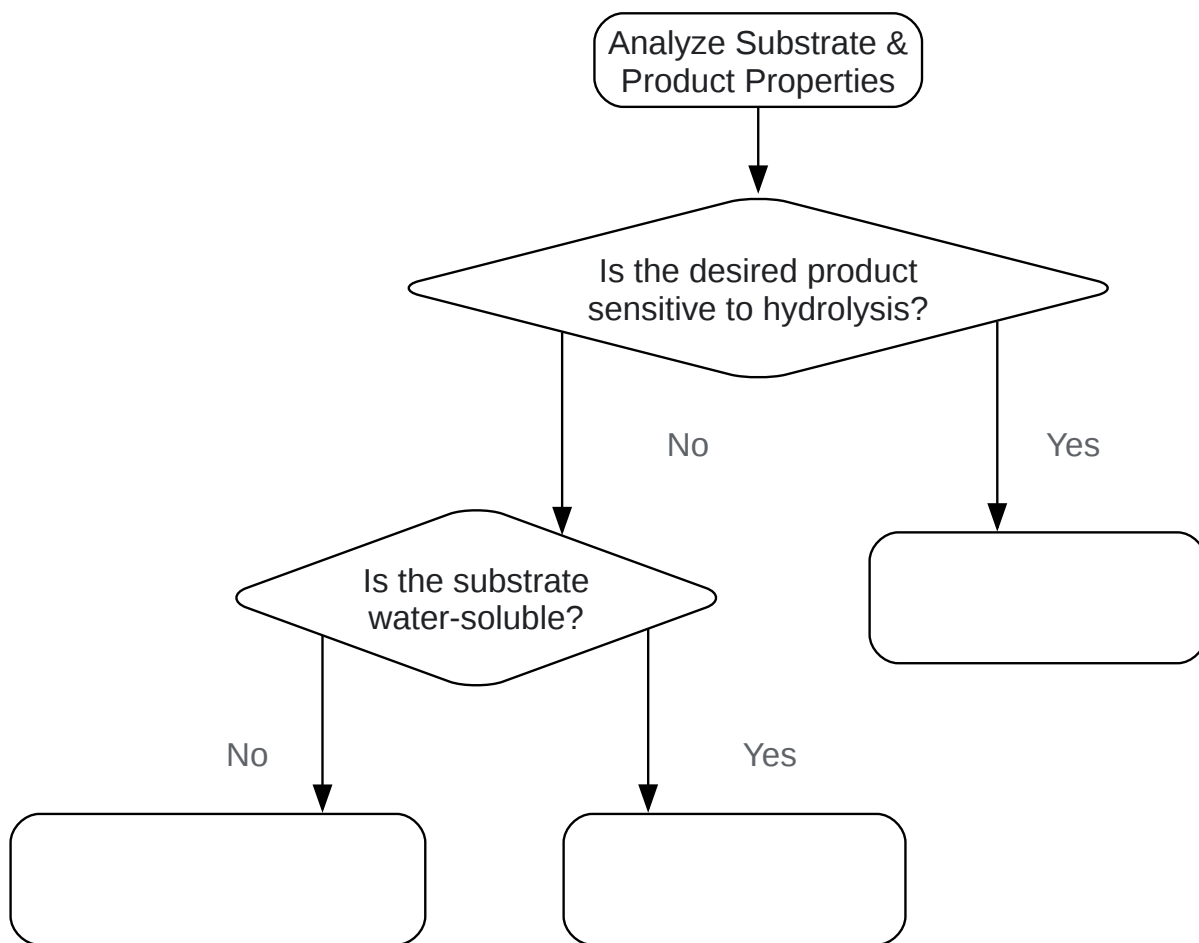 Analyze Substrate &
Product Properties
Is the desired product
sensitive to hydrolysis?
No
Yes
Is the substrate
water-soluble?
No
Yes